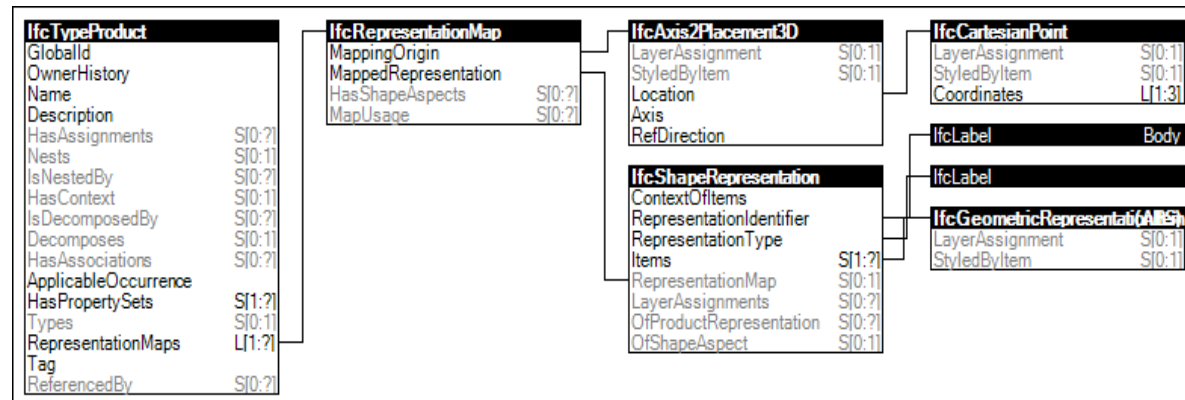 IfcTypeProduct
GlobalId
OwnerHistory
Name
Description
HasAssignments S[0:?]
Nests S[0:1]
IsNestedBy S[0:?]
HasContext S[0:1]
IsDecomposedBy S[0:?]
Decomposes S[0:1]
HasAssociations S[0:?]
ApplicableOccurrence
HasPropertySets S[1:?]
Types S[0:1]
RepresentationMaps L[1:?]
Tag
ReferencedBy S[0:?]
IfcRepresentationMap
MappingOrigin
MappedRepresentation
HasShapeAspects S[0:?]
MapUsage S[0:?]
IfcAxis2Placement3D
LayerAssignment S[0:1]
StyledByItem S[0:1]
Location
Axis
RefDirection
IfcShapeRepresentation
ContextOfItems
RepresentationIdentifier
RepresentationType
Items S[1:?]
RepresentationMap S[0:1]
LayerAssignments S[0:?]
OfProductRepresentation S[0:?]
OfShapeAspect S[0:1]
IfcCartesianPoint
LayerAssignment S[0:1]
StyledByItem S[0:1]
Coordinates L[1:3]
IfcLabel Body
IfcLabel
LayerAssignment S[0:1]
StyledByItem S[0:1]